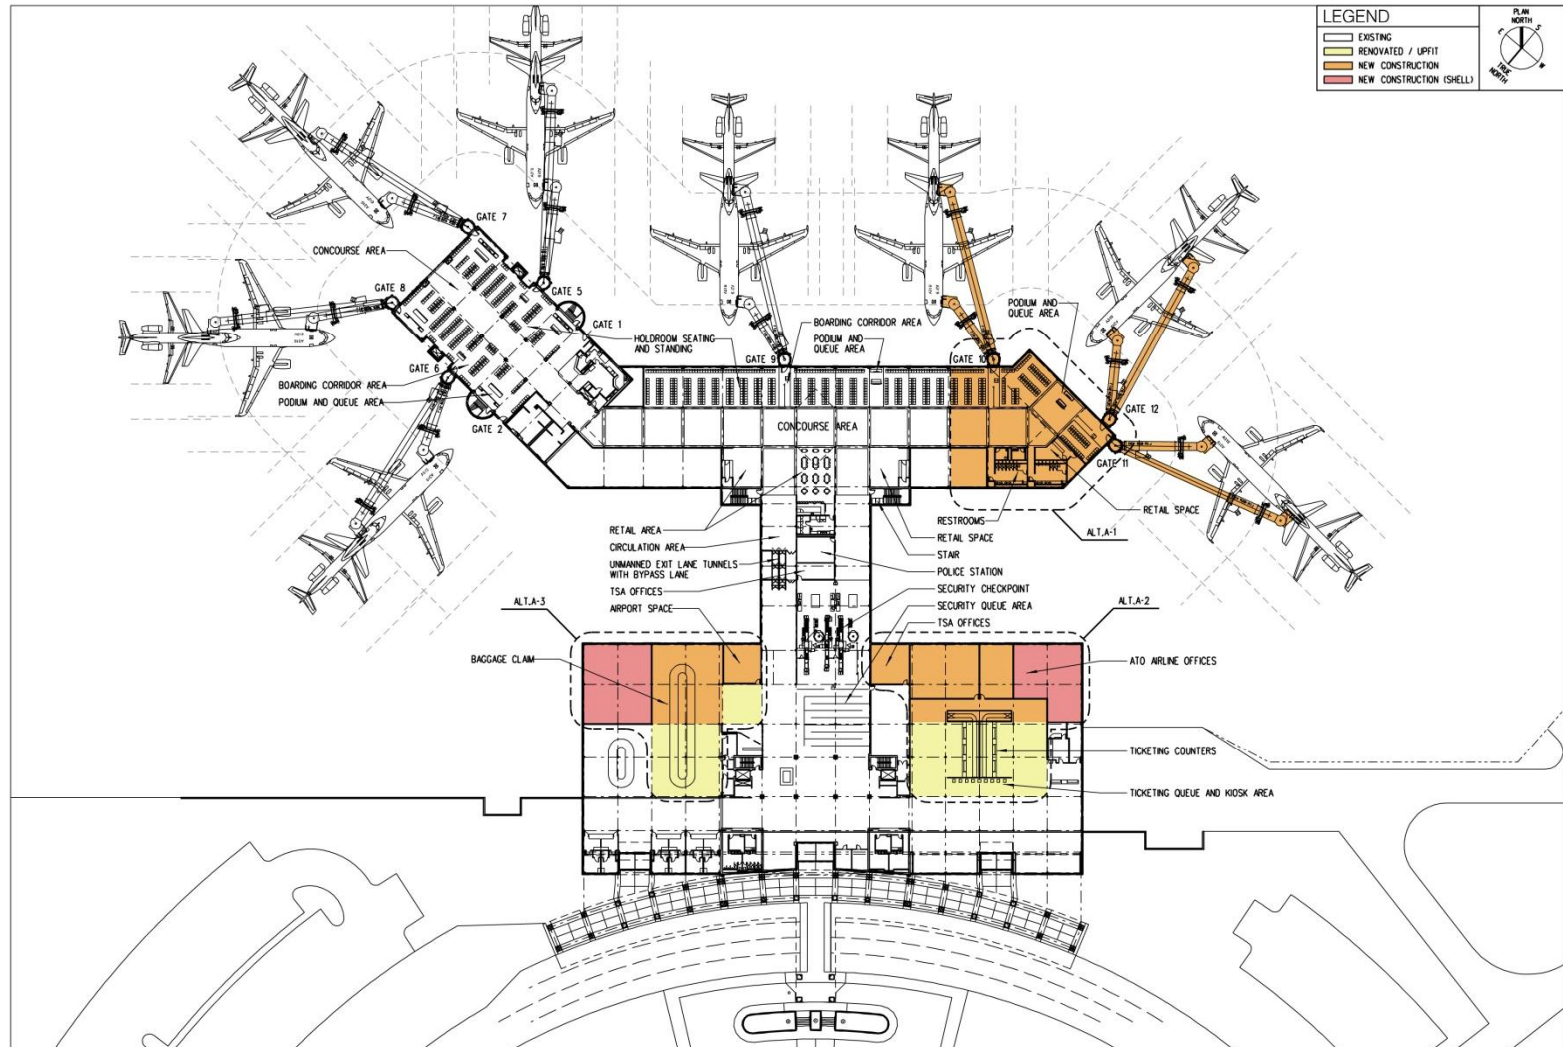 LEGEND
EXISTING
RENOVATED / UPFIT
NEW CONSTRUCTION
NEW CONSTRUCTION (SHELL)
PLAN
NORTH
E
S
W
TRUE
NORTH
GATE 7
CONCOURSE AREA
GATE 8
GATE 5
GATE 1
HOLDROOM SEATING
AND STANDING
GATE 6
BOARDING CORRIDOR AREA
PODIUM AND QUEUE AREA
GATE 2
GATE 9
BOARDING CORRIDOR AREA
PODIUM AND
QUEUE AREA
GATE 10
PODIUM AND
QUEUE AREA
GATE 12
GATE 11
CONCOURSE AREA
RETAIL AREA
CIRCULATION AREA
UNMANNED EXIT LANE TUNNELS
WITH BYPASS LANE
TSA OFFICES
AIRPORT SPACE
RESTROOMS
RETAIL SPACE
STAIR
POLICE STATION
SECURITY CHECKPOINT
SECURITY QUEUE AREA
TSA OFFICES
RETAIL SPACE
ALT.A-1
ALT.A-3
ALT.A-2
BAGGAGE CLAIM
ATO AIRLINE OFFICES
TICKETING COUNTERS
TICKETING QUEUE AND KIOSK AREA